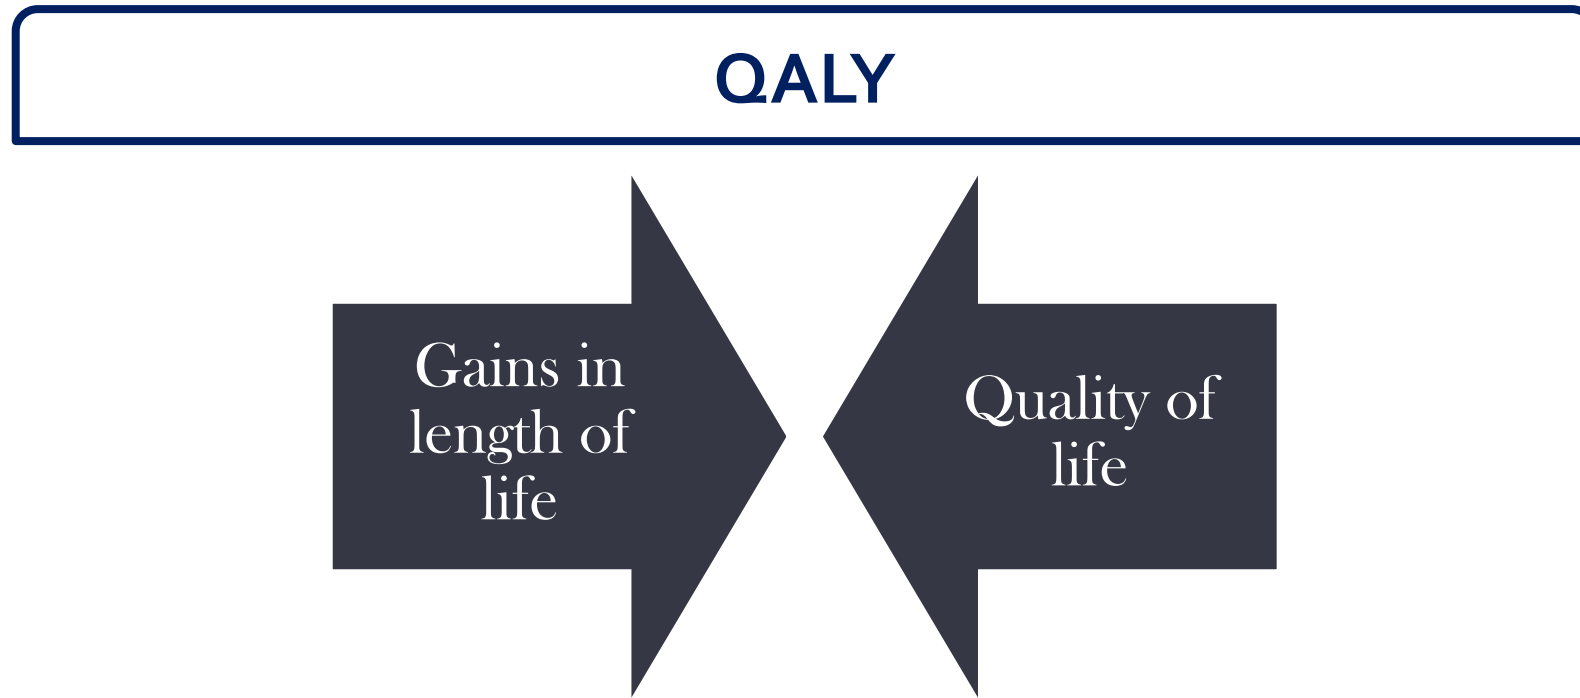 QALY
Gains in
length of
life
Quality of
life